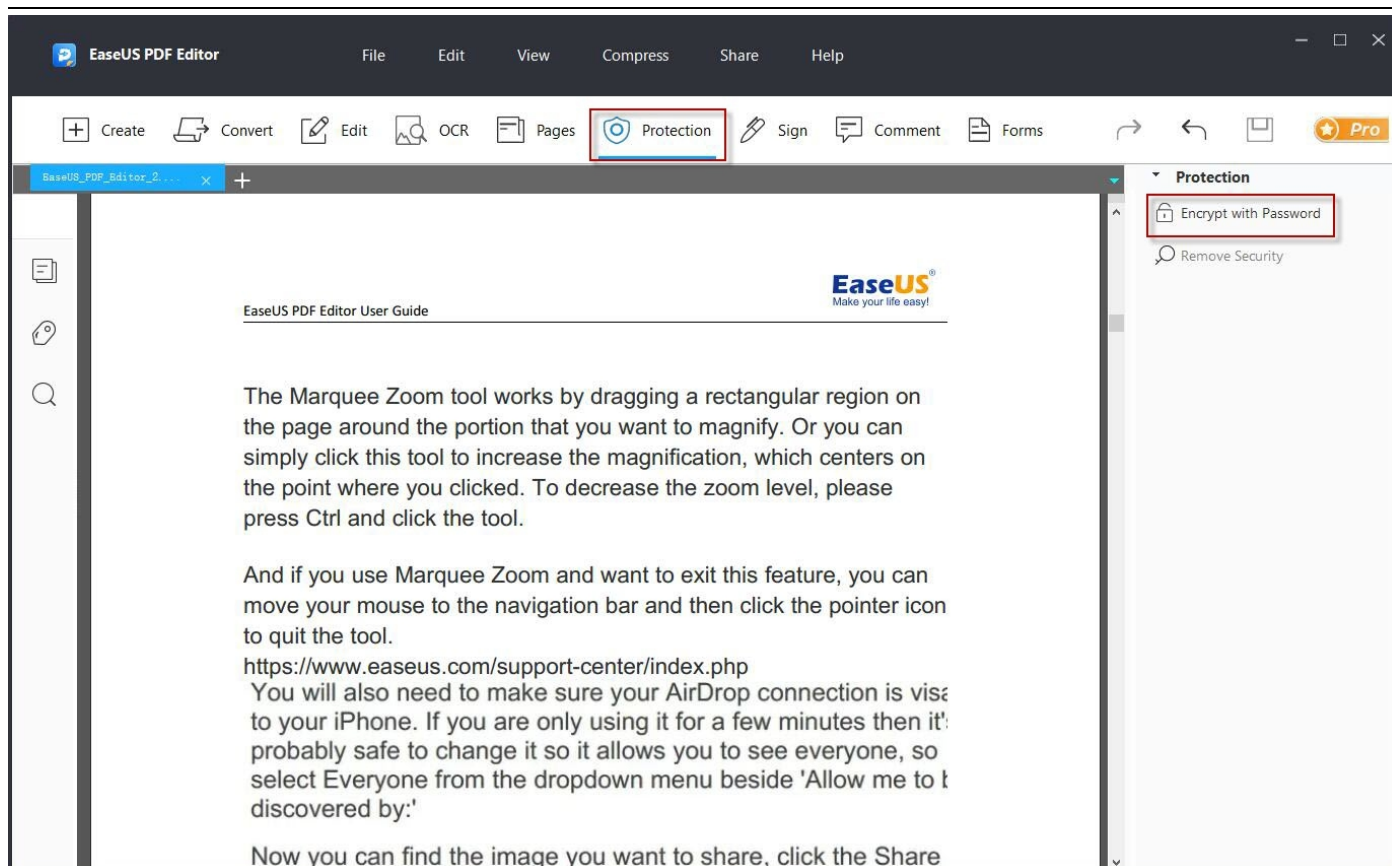 EaseUS PDF Editor File Edit View Compress Share Help
Create Convert Edit OCR Pages Protection Sign Comment Forms Pro
EaseUS_PDF_Editor_2....
Protection
Encrypt with Password
Remove Security
EaseUS®
Make your life easy!
EaseUS PDF Editor User Guide
The Marquee Zoom tool works by dragging a rectangular region on
the page around the portion that you want to magnify. Or you can
simply click this tool to increase the magnification, which centers on
the point where you clicked. To decrease the zoom level, please
press Ctrl and click the tool.
And if you use Marquee Zoom and want to exit this feature, you can
move your mouse to the navigation bar and then click the pointer icon
to quit the tool.
https://www.easeus.com/support-center/index.php
You will also need to make sure your AirDrop connection is visa
to your iPhone. If you are only using it for a few minutes then it'
probably safe to change it so it allows you to see everyone, so
select Everyone from the dropdown menu beside 'Allow me to
discovered by:'
Now you can find the image you want to share, click the Share